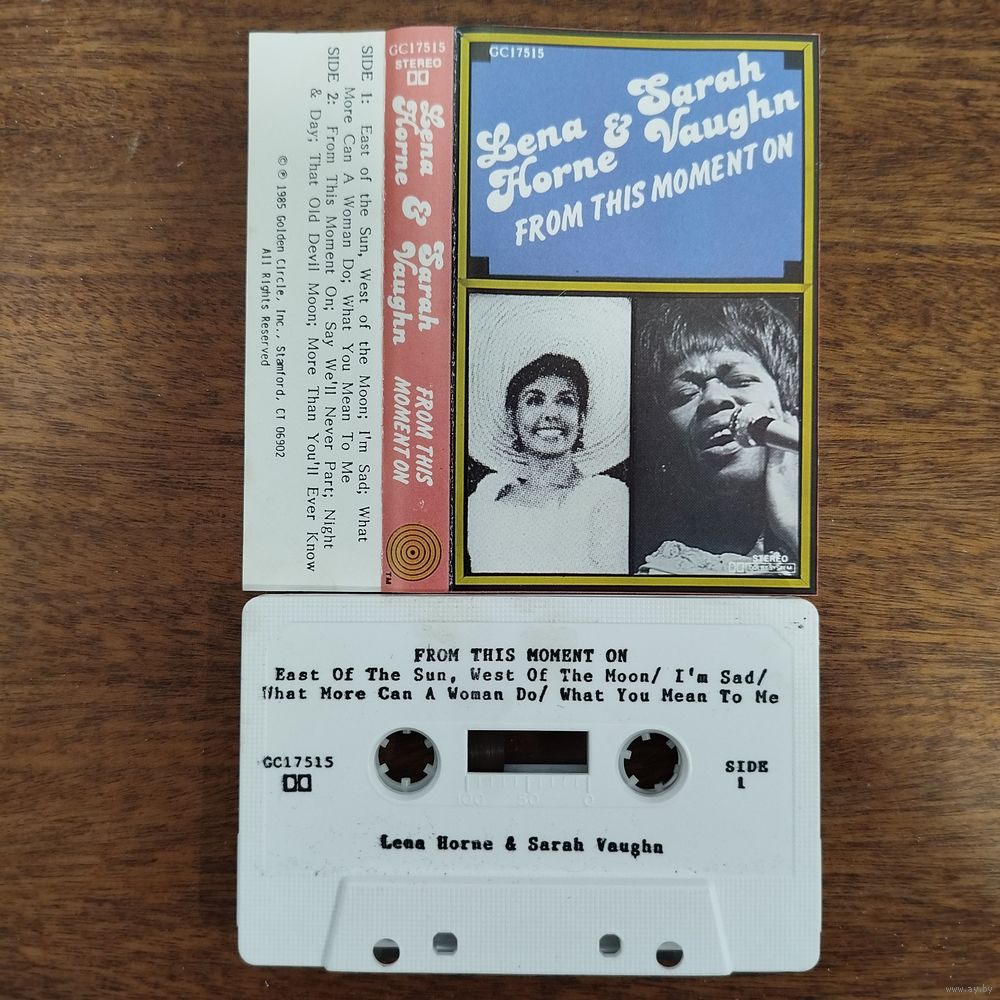 SIDE 1: East of the Sun, West of the Moon; I'm Sad; What
More Can A Woman Do; What You Mean To Me
SIDE 2: From This Moment On; Say We'll Never Part; Night
& Day; That Old Devil Moon; More Than You'll Ever Know
© ℗ 1985 Golden Circle, Inc., Stamford, CT 06902
All Rights Reserved
GC17515
STEREO
Lena & Sarah
Horne Vaughn
FROM THIS
MOMENT ON
TM
GC17515
Lena & Sarah
Horne Vaughn
FROM THIS MOMENT ON
STEREO
FROM THIS MOMENT ON
East Of The Sun, West Of The Moon/ I'm Sad/
What More Can A Woman Do/ What You Mean To Me
GC17515
SIDE
1
100 50 0
Lena Horne & Sarah Vaughn
www.ay.by